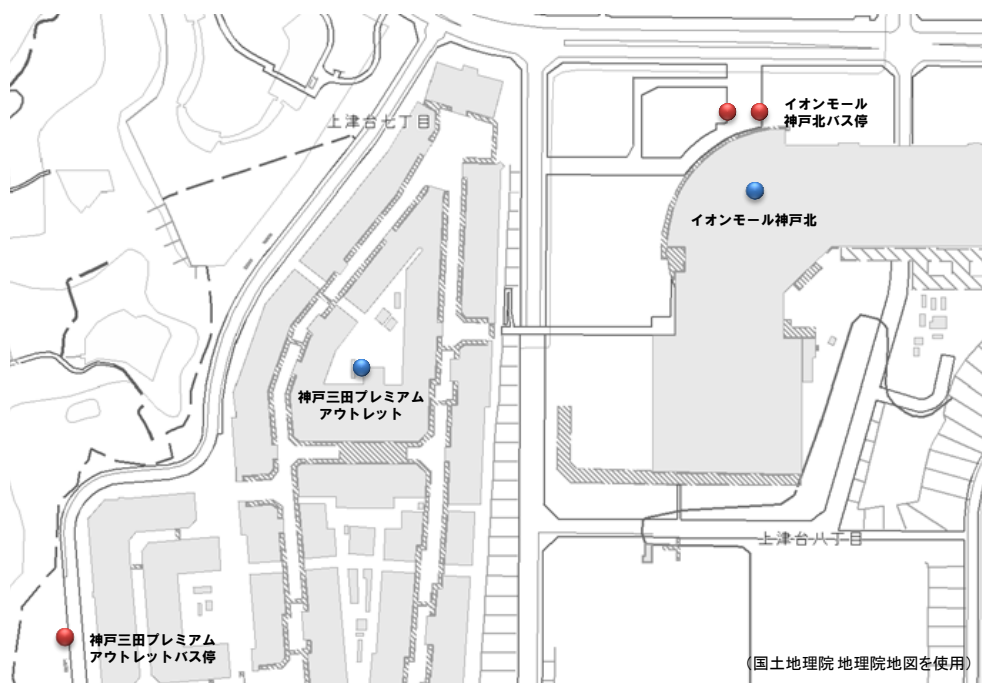 イオンモール
神戸北バス停
上津台七丁目
イオンモール神戸北
神戸三田プレミアム
アウトレット
上津台八丁目
神戸三田プレミアム
アウトレットバス停
(国土地理院 地理院地図を使用)